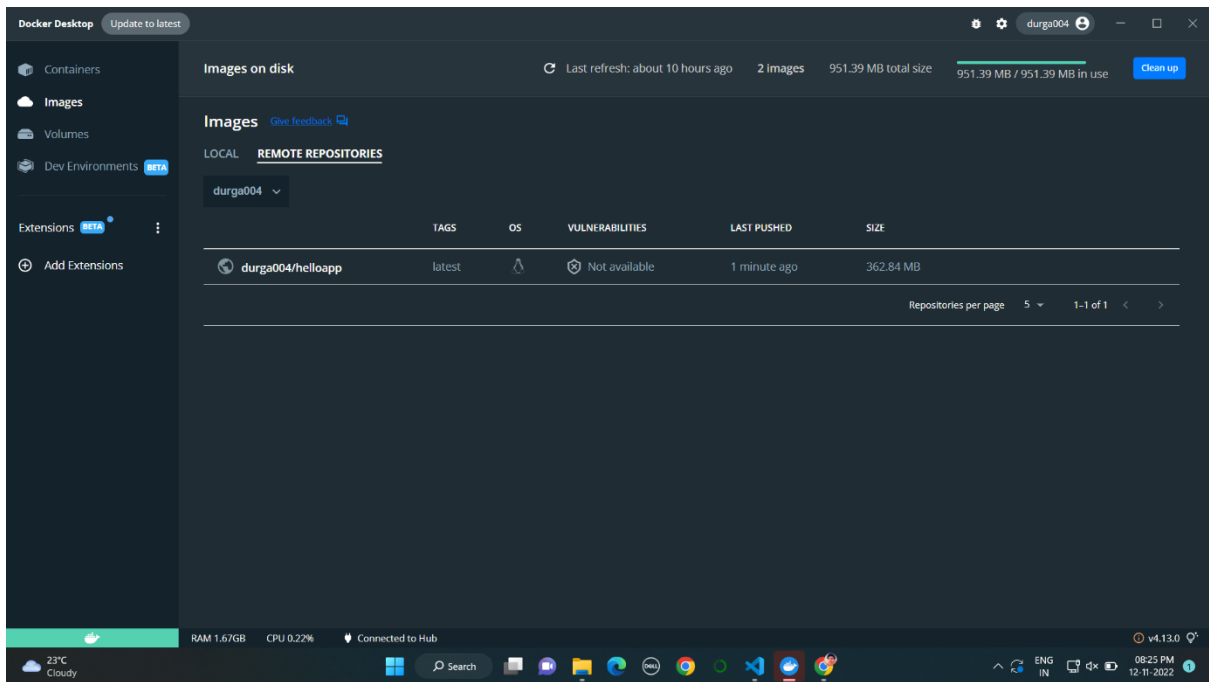 Docker Desktop Update to latest durga004
Containers
Images
Volumes
Dev Environments BETA
Extensions BETA
Add Extensions
Images on disk Last refresh: about 10 hours ago 2 images 951.39 MB total size 951.39 MB / 951.39 MB in use Clean up
Images Give feedback
LOCAL REMOTE REPOSITORIES
durga004
TAGS OS VULNERABILITIES LAST PUSHED SIZE
durga004/helloapp latest Not available 1 minute ago 362.84 MB
Repositories per page 5 1–1 of 1
RAM 1.67GB CPU 0.22% Connected to Hub v4.13.0
23°C
Cloudy
Search
DELL
ENG
IN
08:25 PM
12-11-2022
1